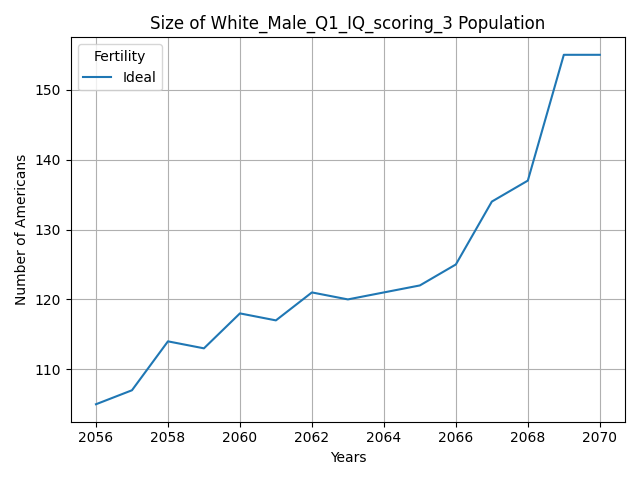 Size of White_Male_Q1_IQ_scoring_3 Population
Fertility
Ideal
Number of Americans
150
140
130
120
110
2056 2058 2060 2062 2064 2066 2068 2070
Years